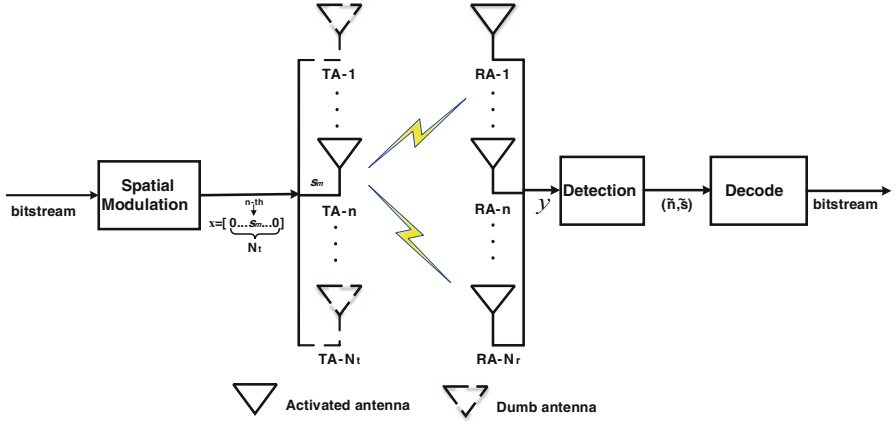 TA-1
RA-1
bitstream
Spatial
Modulation
n-th
x=[ 0...sm...0]
Nt
sm
TA-n
RA-n
y
Detection
(ñ,s̃)
Decode
bitstream
TA-Nt
RA-Nr
Activated antenna
Dumb antenna